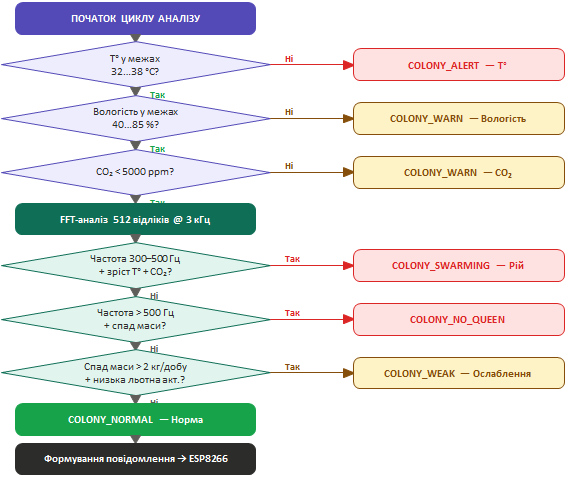 ПОЧАТОК ЦИКЛУ АНАЛІЗУ
T° у межах
32...38 °C?
Ні
COLONY_ALERT — T°
Так
Вологість у межах
40...85 %?
Ні
COLONY_WARN — Вологість
Так
CO₂ < 5000 ppm?
Ні
COLONY_WARN — CO₂
Так
FFT-аналіз 512 відліків @ 3 кГц
Частота 300–500 Гц
+ зріст T° + CO₂?
Так
COLONY_SWARMING — Рій
Ні
Частота > 500 Гц
+ спад маси?
Так
COLONY_NO_QUEEN
Ні
Спад маси > 2 кг/добу
+ низька льотна акт.?
Так
COLONY_WEAK — Ослаблення
Ні
COLONY_NORMAL — Норма
Формування повідомлення → ESP8266